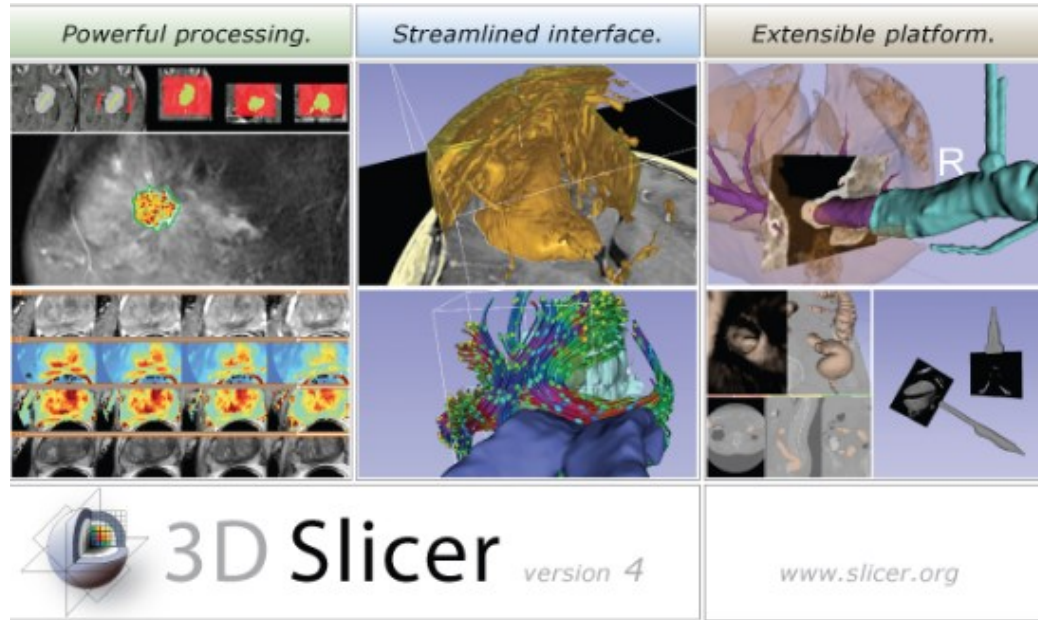 Powerful processing.
Streamlined interface.
Extensible platform.
R
3D Slicer version 4
www.slicer.org